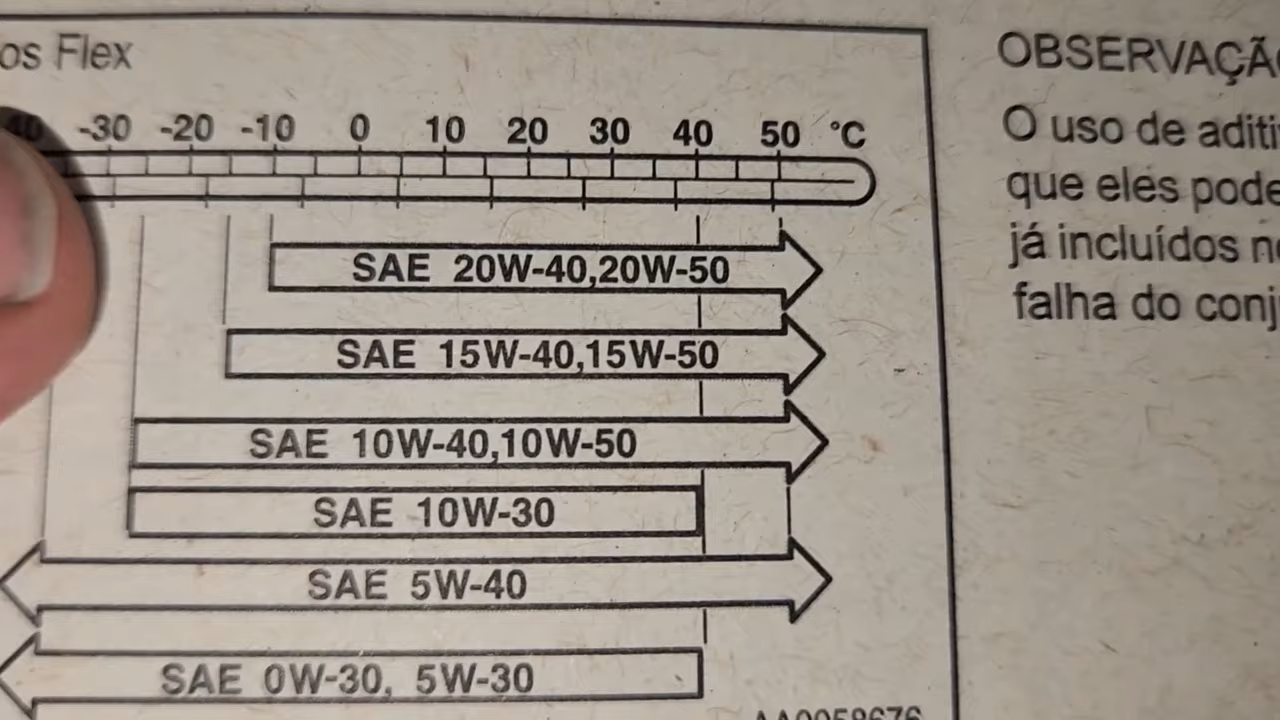 os Flex
-30 -20 -10 0 10 20 30 40 50 °C
SAE 20W-40,20W-50
SAE 15W-40,15W-50
SAE 10W-40,10W-50
SAE 10W-30
SAE 5W-40
SAE 0W-30, 5W-30
OBSERVAÇÃO
O uso de aditi
que eles pode
já incluídos n
falha do conj